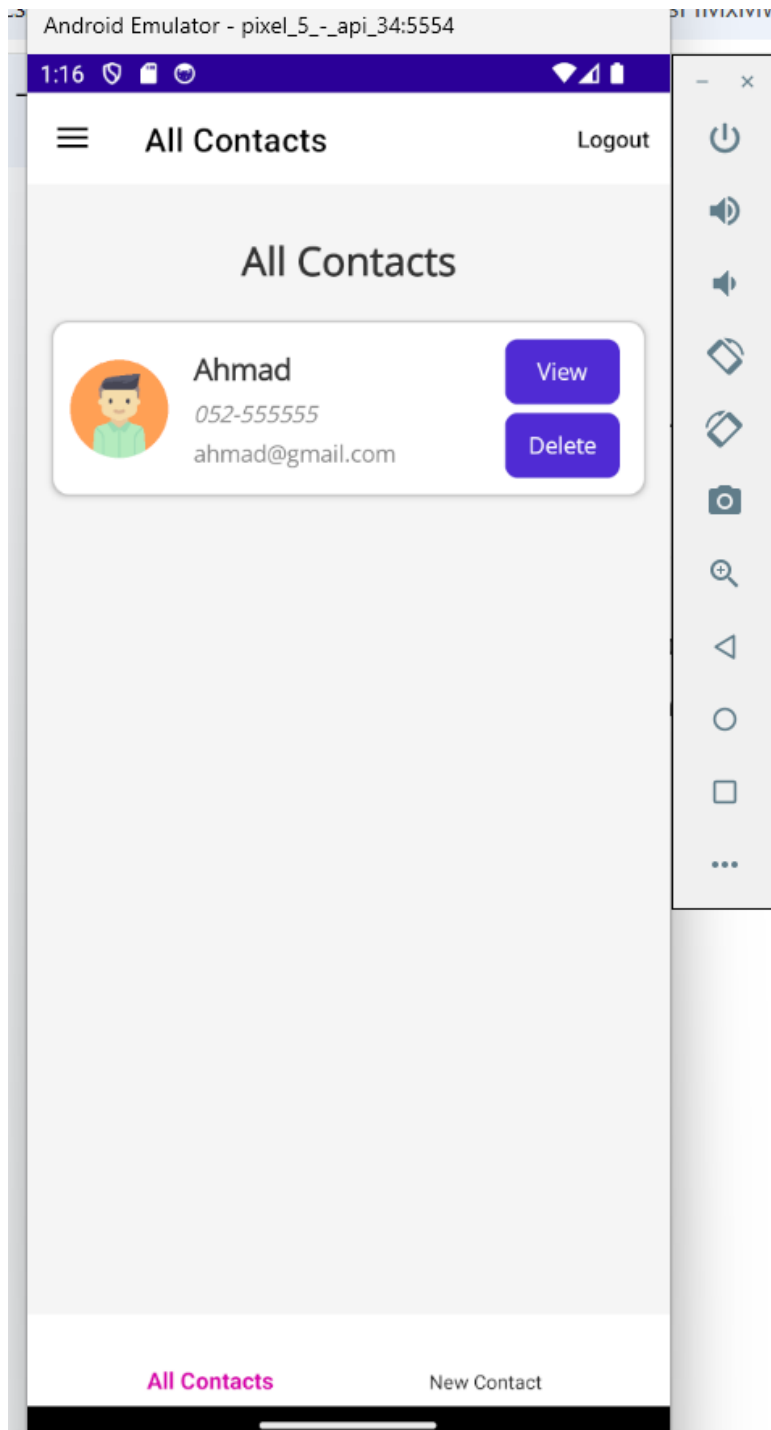 Android Emulator - pixel_5_-_api_34:5554
1:16
All Contacts
Logout
All Contacts
Ahmad
052-555555
ahmad@gmail.com
View
Delete
All Contacts
New Contact